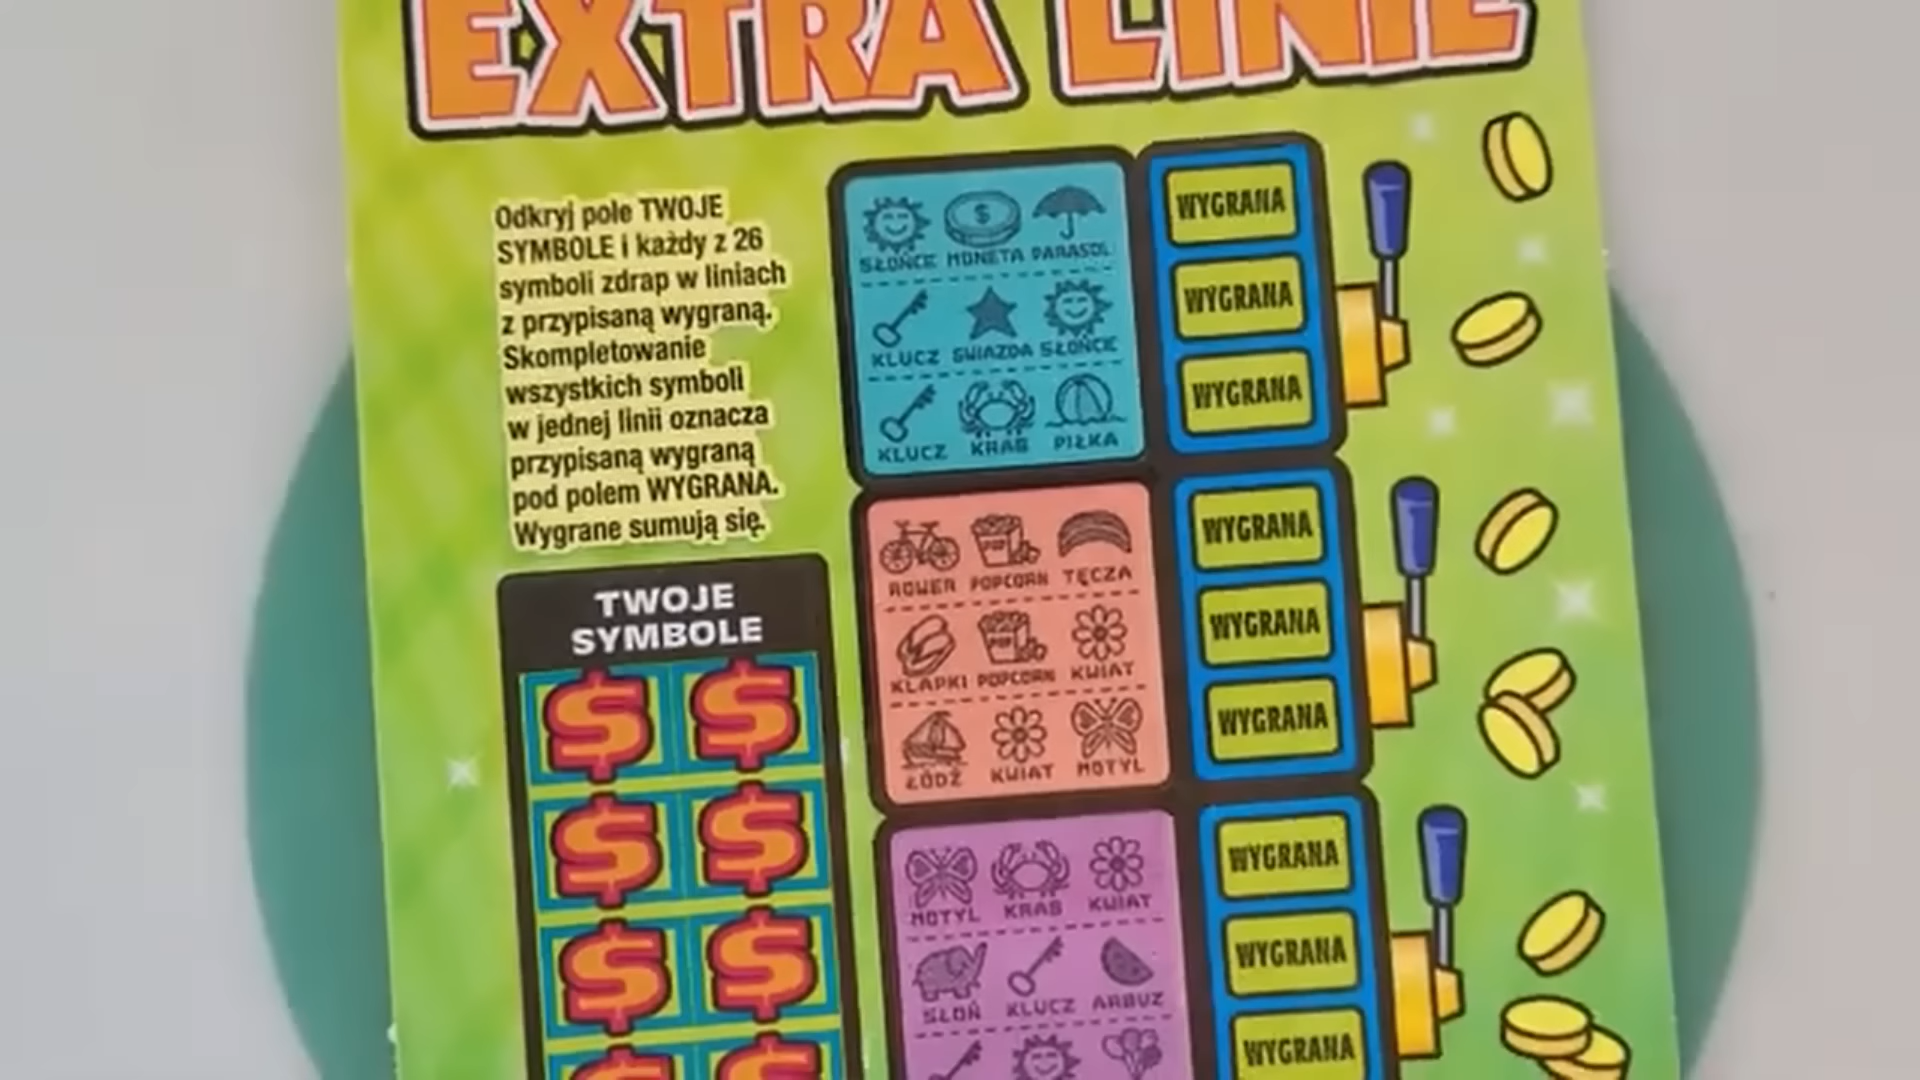 EXTRA LINIE
Odkryj pole TWOJE
SYMBOLE i każdy z 26
symboli zdrap w liniach
z przypisaną wygraną.
Skompletowanie
wszystkich symboli
w jednej linii oznacza
przypisaną wygraną
pod polem WYGRANA.
Wygrane sumują się.
TWOJE
SYMBOLE
$ $
$ $
$ $
$ $
SŁOŃCE MONETA PARASOL
KLUCZ GWIAZDA SŁOŃCE
KLUCZ KRAB PIŁKA
WYGRANA
WYGRANA
WYGRANA
ROWER POPCORN TĘCZA
KLAPKI POPCORN KWIAT
ŁÓDŹ KWIAT MOTYL
WYGRANA
WYGRANA
WYGRANA
MOTYL KRAB KWIAT
SŁOŃ KLUCZ ARBUZ
WYGRANA
WYGRANA
WYGRANA